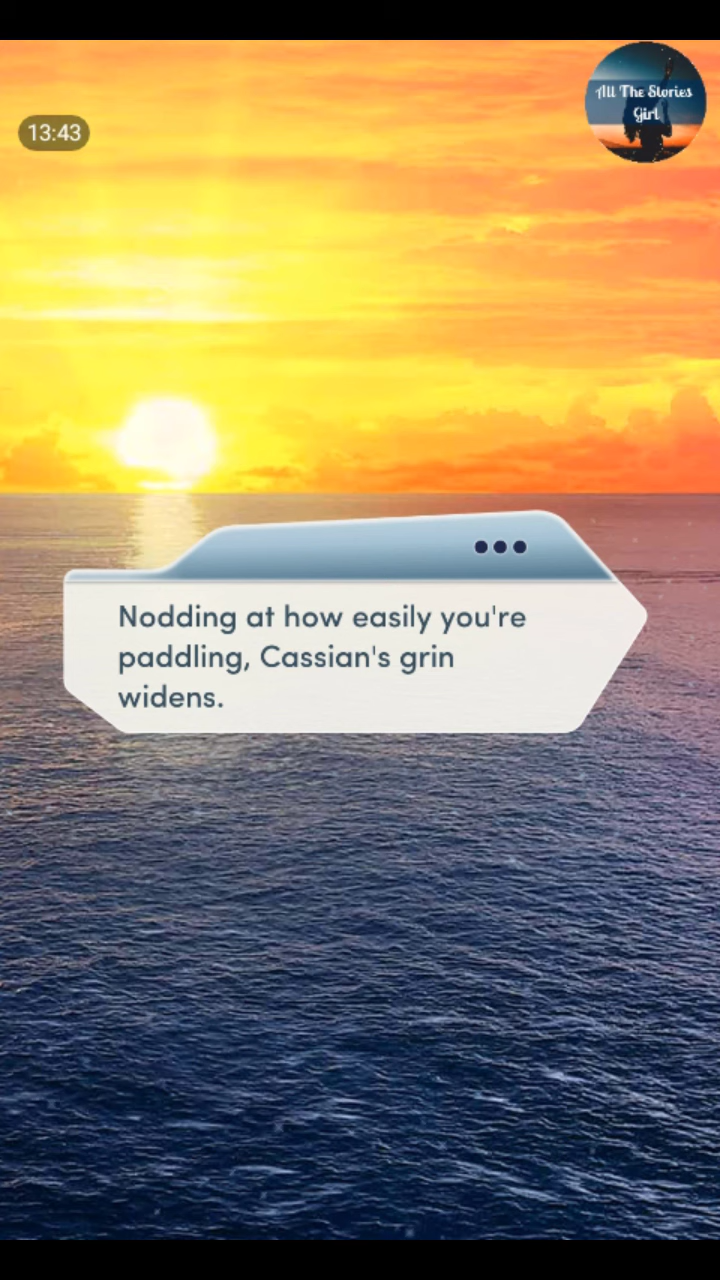 All The Stories
Girl
13:43
Nodding at how easily you're
paddling, Cassian's grin
widens.